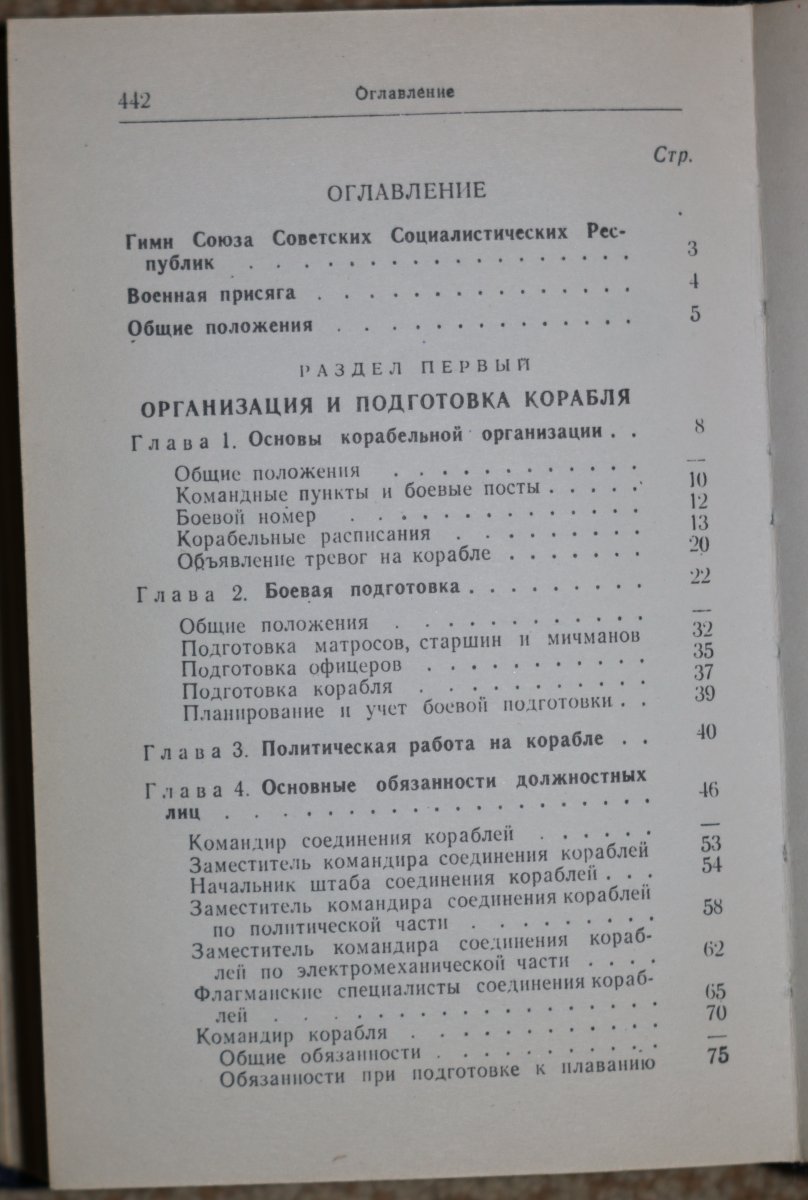 442 Оглавление
Стр.
ОГЛАВЛЕНИЕ
Гимн Союза Советских Социалистических Рес-
публик . . . . . . . . . . . . . . . . . . 3
Военная присяга . . . . . . . . . . . . . . 4
Общие положения . . . . . . . . . . . . . 5
РАЗДЕЛ ПЕРВЫЙ
ОРГАНИЗАЦИЯ И ПОДГОТОВКА КОРАБЛЯ
Глава 1. Основы корабельной организации . . 8
Общие положения . . . . . . . . . . . —
Командные пункты и боевые посты . . . . . 10
Боевой номер . . . . . . . . . . . . . 12
Корабельные расписания . . . . . . . . . 13
Объявление тревог на корабле . . . . . . . 20
Глава 2. Боевая подготовка . . . . . . . . . 22
Общие положения . . . . . . . . . . . —
Подготовка матросов, старшин и мичманов 32
Подготовка офицеров . . . . . . . . . . 35
Подготовка корабля . . . . . . . . . . 37
Планирование и учет боевой подготовки . . 39
Глава 3. Политическая работа на корабле . . 40
Глава 4. Основные обязанности должностных
лиц . . . . . . . . . . . . . . . . . . . 46
Командир соединения кораблей . . . . . . —
Заместитель командира соединения кораблей 53
Начальник штаба соединения кораблей . . . 54
Заместитель командира соединения кораблей
по политической части . . . . . . . . . 58
Заместитель командира соединения кораб-
лей по электромеханической части . . . . 62
Флагманские специалисты соединения кораб-
лей . . . . . . . . . . . . . . . . . 65
Командир корабля . . . . . . . . . . . 70
Общие обязанности . . . . . . . . . . —
Обязанности при подготовке к плаванию 75